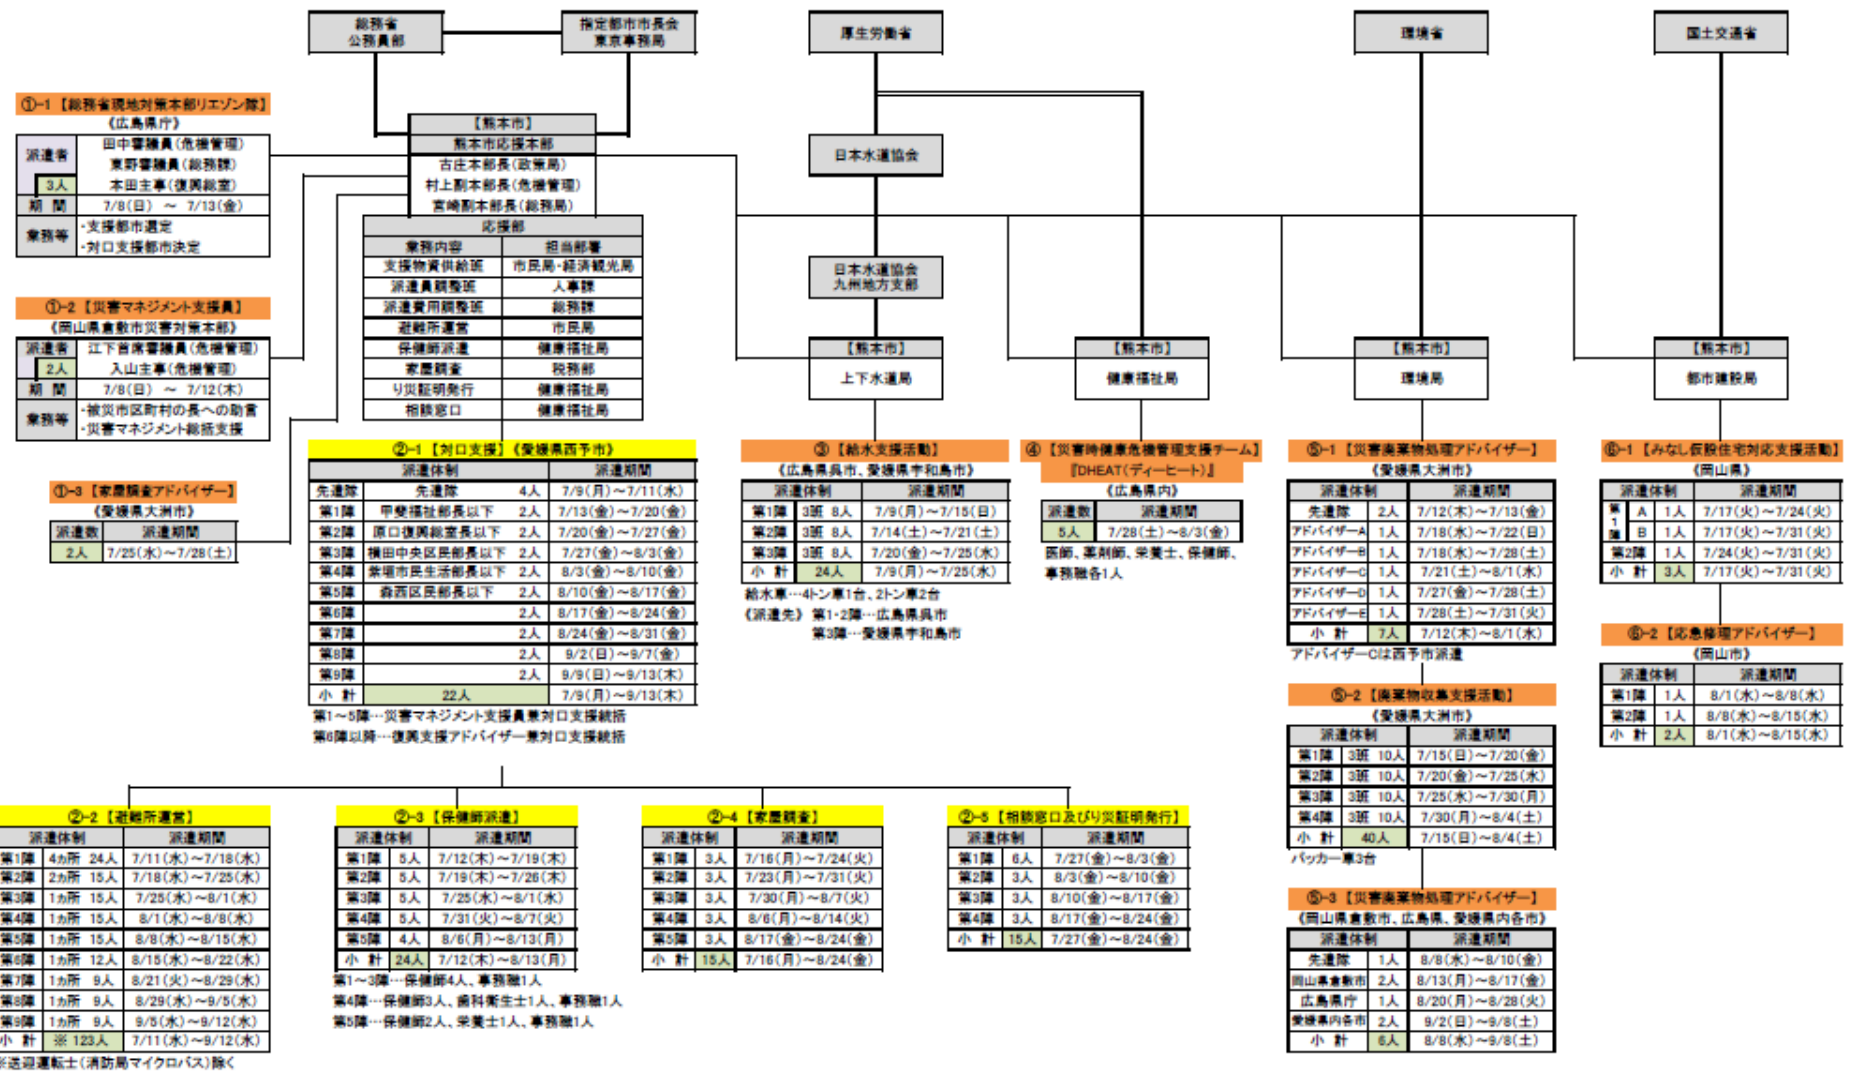 総務省
公務員部
指定都市市長会
東京事務局
厚生労働省
環境省
国土交通省
①-1【総務省現地対策本部リエゾン隊】
《広島県庁》
派遣者 田中審議員(危機管理)
東野審議員(総務課)
3人 本田主事(復興総室)
期 間 7/8(日) ～ 7/13(金)
業務等 ・支援都市選定
・対口支援都市決定
【熊本市】
熊本市応援本部
古庄本部長(政策局)
村上副本部長(危機管理)
宮崎副本部長(総務局)
応援部
業務内容 担当部署
支援物資供給班 市民局・経済観光局
派遣員調整班 人事課
派遣費用調整班 総務課
避難所運営 市民局
保健師派遣 健康福祉局
家屋調査 税務部
り災証明発行 健康福祉局
相談窓口 健康福祉局
日本水道協会
日本水道協会
九州地方支部
①-2【災害マネジメント支援員】
《岡山県倉敷市災害対策本部》
派遣者 江下首席審議員(危機管理)
2人 入山主事(危機管理)
期 間 7/8(日) ～ 7/12(木)
業務等 ・被災市区町村の長への助言
・災害マネジメント総括支援
【熊本市】
上下水道局
【熊本市】
健康福祉局
【熊本市】
環境局
【熊本市】
都市建設局
①-3【家屋調査アドバイザー】
《愛媛県大洲市》
派遣数 派遣期間
2人 7/25(水)～7/28(土)
②-1【対口支援】《愛媛県西予市》
派遣体制 派遣期間
先遣隊 先遣隊 4人 7/9(月)～7/11(水)
第1陣 甲斐福祉部長以下 2人 7/13(金)～7/20(金)
第2陣 原口復興総室長以下 2人 7/20(金)～7/27(金)
第3陣 横田中央区民部長以下 2人 7/27(金)～8/3(金)
第4陣 紫垣市民生活部長以下 2人 8/3(金)～8/10(金)
第5陣 森西区民部長以下 2人 8/10(金)～8/17(金)
第6陣 2人 8/17(金)～8/24(金)
第7陣 2人 8/24(金)～8/31(金)
第8陣 2人 9/2(日)～9/7(金)
第9陣 2人 9/9(日)～9/13(木)
小 計 22人 7/9(月)～9/13(木)
第1～5陣…災害マネジメント支援員兼対口支援統括
第6陣以降…復興支援アドバイザー兼対口支援統括
③【給水支援活動】
《広島県呉市、愛媛県宇和島市》
派遣体制 派遣期間
第1陣 3班 8人 7/9(月)～7/15(日)
第2陣 3班 8人 7/14(土)～7/21(土)
第3陣 3班 8人 7/20(金)～7/25(水)
小 計 24人 7/9(月)～7/25(水)
給水車…4トン車1台、2トン車2台
《派遣先》 第1・2陣…広島県呉市
第3陣…愛媛県宇和島市
④【災害時健康危機管理支援チーム】
『DHEAT(ディーヒート)』
《広島県内》
派遣数 派遣期間
5人 7/28(土)～8/3(金)
医師、薬剤師、栄養士、保健師、
事務職各1人
⑤-1【災害廃棄物処理アドバイザー】
《愛媛県大洲市》
派遣体制 派遣期間
先遣隊 2人 7/12(木)～7/13(金)
アドバイザーA 1人 7/18(水)～7/22(日)
アドバイザーB 1人 7/18(水)～7/28(土)
アドバイザーC 1人 7/21(土)～8/1(水)
アドバイザーD 1人 7/27(金)～7/28(土)
アドバイザーE 1人 7/28(土)～7/31(火)
小 計 7人 7/12(木)～8/1(水)
アドバイザーCは西予市派遣
⑤-2【廃棄物収集支援活動】
《愛媛県大洲市》
派遣体制 派遣期間
第1陣 3班 10人 7/15(日)～7/20(金)
第2陣 3班 10人 7/20(金)～7/25(水)
第3陣 3班 10人 7/25(水)～7/30(月)
第4陣 3班 10人 7/30(月)～8/4(土)
小 計 40人 7/15(日)～8/4(土)
パッカー車3台
⑤-3【災害廃棄物処理アドバイザー】
《岡山県倉敷市、広島県、愛媛県内各市》
派遣体制 派遣期間
先遣隊 1人 8/8(水)～8/10(金)
岡山県倉敷市 2人 8/13(月)～8/17(金)
広島県庁 1人 8/20(月)～8/28(火)
愛媛県内各市 2人 9/2(日)～9/8(土)
小 計 6人 8/8(水)～9/8(土)
⑥-1【みなし仮設住宅対応支援活動】
《岡山県》
派遣体制 派遣期間
第1陣 A 1人 7/17(火)～7/24(火)
B 1人 7/17(火)～7/31(火)
第2陣 1人 7/24(火)～7/31(火)
小 計 3人 7/17(火)～7/31(火)
⑥-2【応急修理アドバイザー】
《岡山市》
派遣体制 派遣期間
第1陣 1人 8/1(水)～8/8(水)
第2陣 1人 8/8(水)～8/15(水)
小 計 2人 8/1(水)～8/15(水)
②-2【避難所運営】
派遣体制 派遣期間
第1陣 4ヵ所 24人 7/11(水)～7/18(水)
第2陣 2ヵ所 15人 7/18(水)～7/25(水)
第3陣 1ヵ所 15人 7/25(水)～8/1(水)
第4陣 1ヵ所 15人 8/1(水)～8/8(水)
第5陣 1ヵ所 15人 8/8(水)～8/15(水)
第6陣 1ヵ所 12人 8/15(水)～8/22(水)
第7陣 1ヵ所 9人 8/21(火)～8/29(水)
第8陣 1ヵ所 9人 8/29(水)～9/5(水)
第9陣 1ヵ所 9人 9/5(水)～9/12(水)
小 計 ※ 123人 7/11(水)～9/12(水)
※送迎運転士(消防局マイクロバス)除く
②-3【保健師派遣】
派遣体制 派遣期間
第1陣 5人 7/12(木)～7/19(木)
第2陣 5人 7/19(木)～7/26(木)
第3陣 5人 7/25(水)～8/1(水)
第4陣 5人 7/31(火)～8/7(火)
第5陣 4人 8/6(月)～8/13(月)
小 計 24人 7/12(木)～8/13(月)
第1～3陣…保健師4人、事務職1人
第4陣…保健師3人、歯科衛生士1人、事務職1人
第5陣…保健師2人、栄養士1人、事務職1人
②-4【家屋調査】
派遣体制 派遣期間
第1陣 3人 7/16(月)～7/24(火)
第2陣 3人 7/23(月)～7/31(火)
第3陣 3人 7/30(月)～8/7(火)
第4陣 3人 8/6(月)～8/14(火)
第5陣 3人 8/17(金)～8/24(金)
小 計 15人 7/16(月)～8/24(金)
②-5【相談窓口及びり災証明発行】
派遣体制 派遣期間
第1陣 6人 7/27(金)～8/3(金)
第2陣 3人 8/3(金)～8/10(金)
第3陣 3人 8/10(金)～8/17(金)
第4陣 3人 8/17(金)～8/24(金)
小 計 15人 7/27(金)～8/24(金)